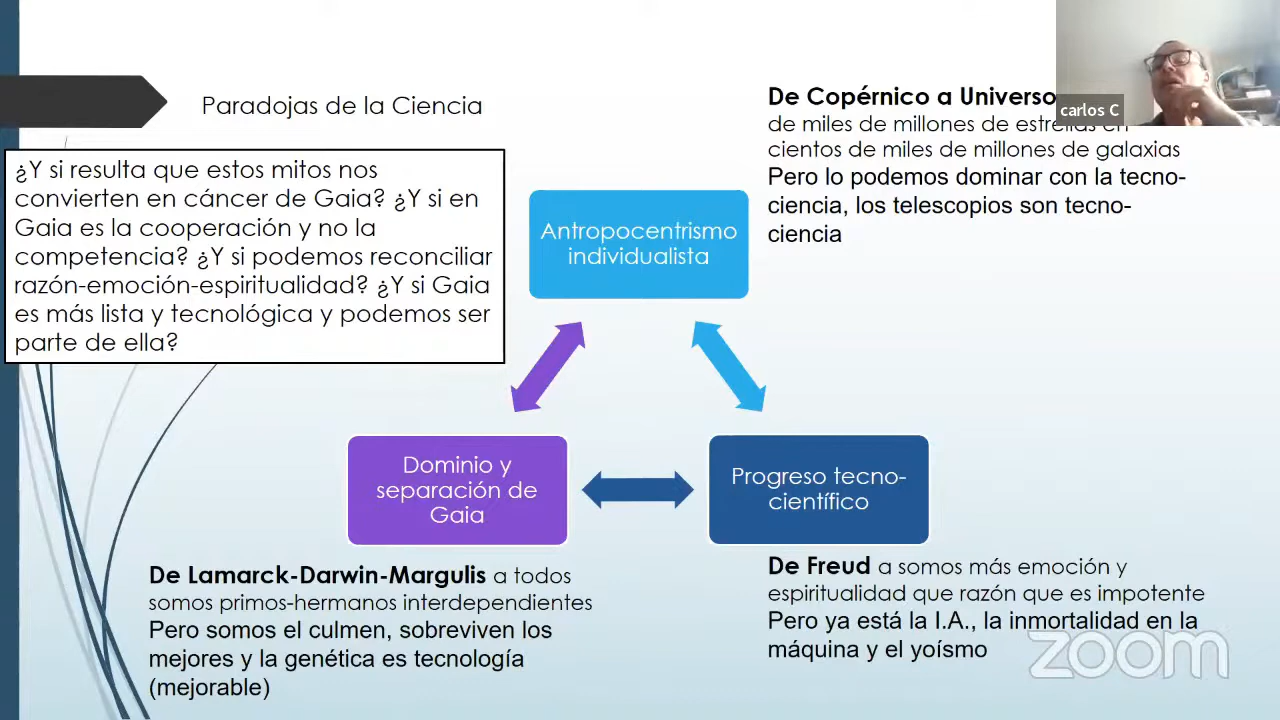 Paradojas de la Ciencia
¿Y si resulta que estos mitos nos
convierten en cáncer de Gaia? ¿Y si en
Gaia es la cooperación y no la
competencia? ¿Y si podemos reconciliar
razón-emoción-espiritualidad? ¿Y si Gaia
es más lista y tecnológica y podemos ser
parte de ella?
De Copérnico a Universo
de miles de millones de estrellas en
cientos de miles de millones de galaxias
Pero lo podemos dominar con la tecno-
ciencia, los telescopios son tecno-
ciencia
carlos C
Antropocentrismo
individualista
Dominio y
separación de
Gaia
Progreso tecno-
científico
De Lamarck-Darwin-Margulis a todos
somos primos-hermanos interdependientes
Pero somos el culmen, sobreviven los
mejores y la genética es tecnología
(mejorable)
De Freud a somos más emoción y
espiritualidad que razón que es impotente
Pero ya está la I.A., la inmortalidad en la
máquina y el yoísmo
zoom